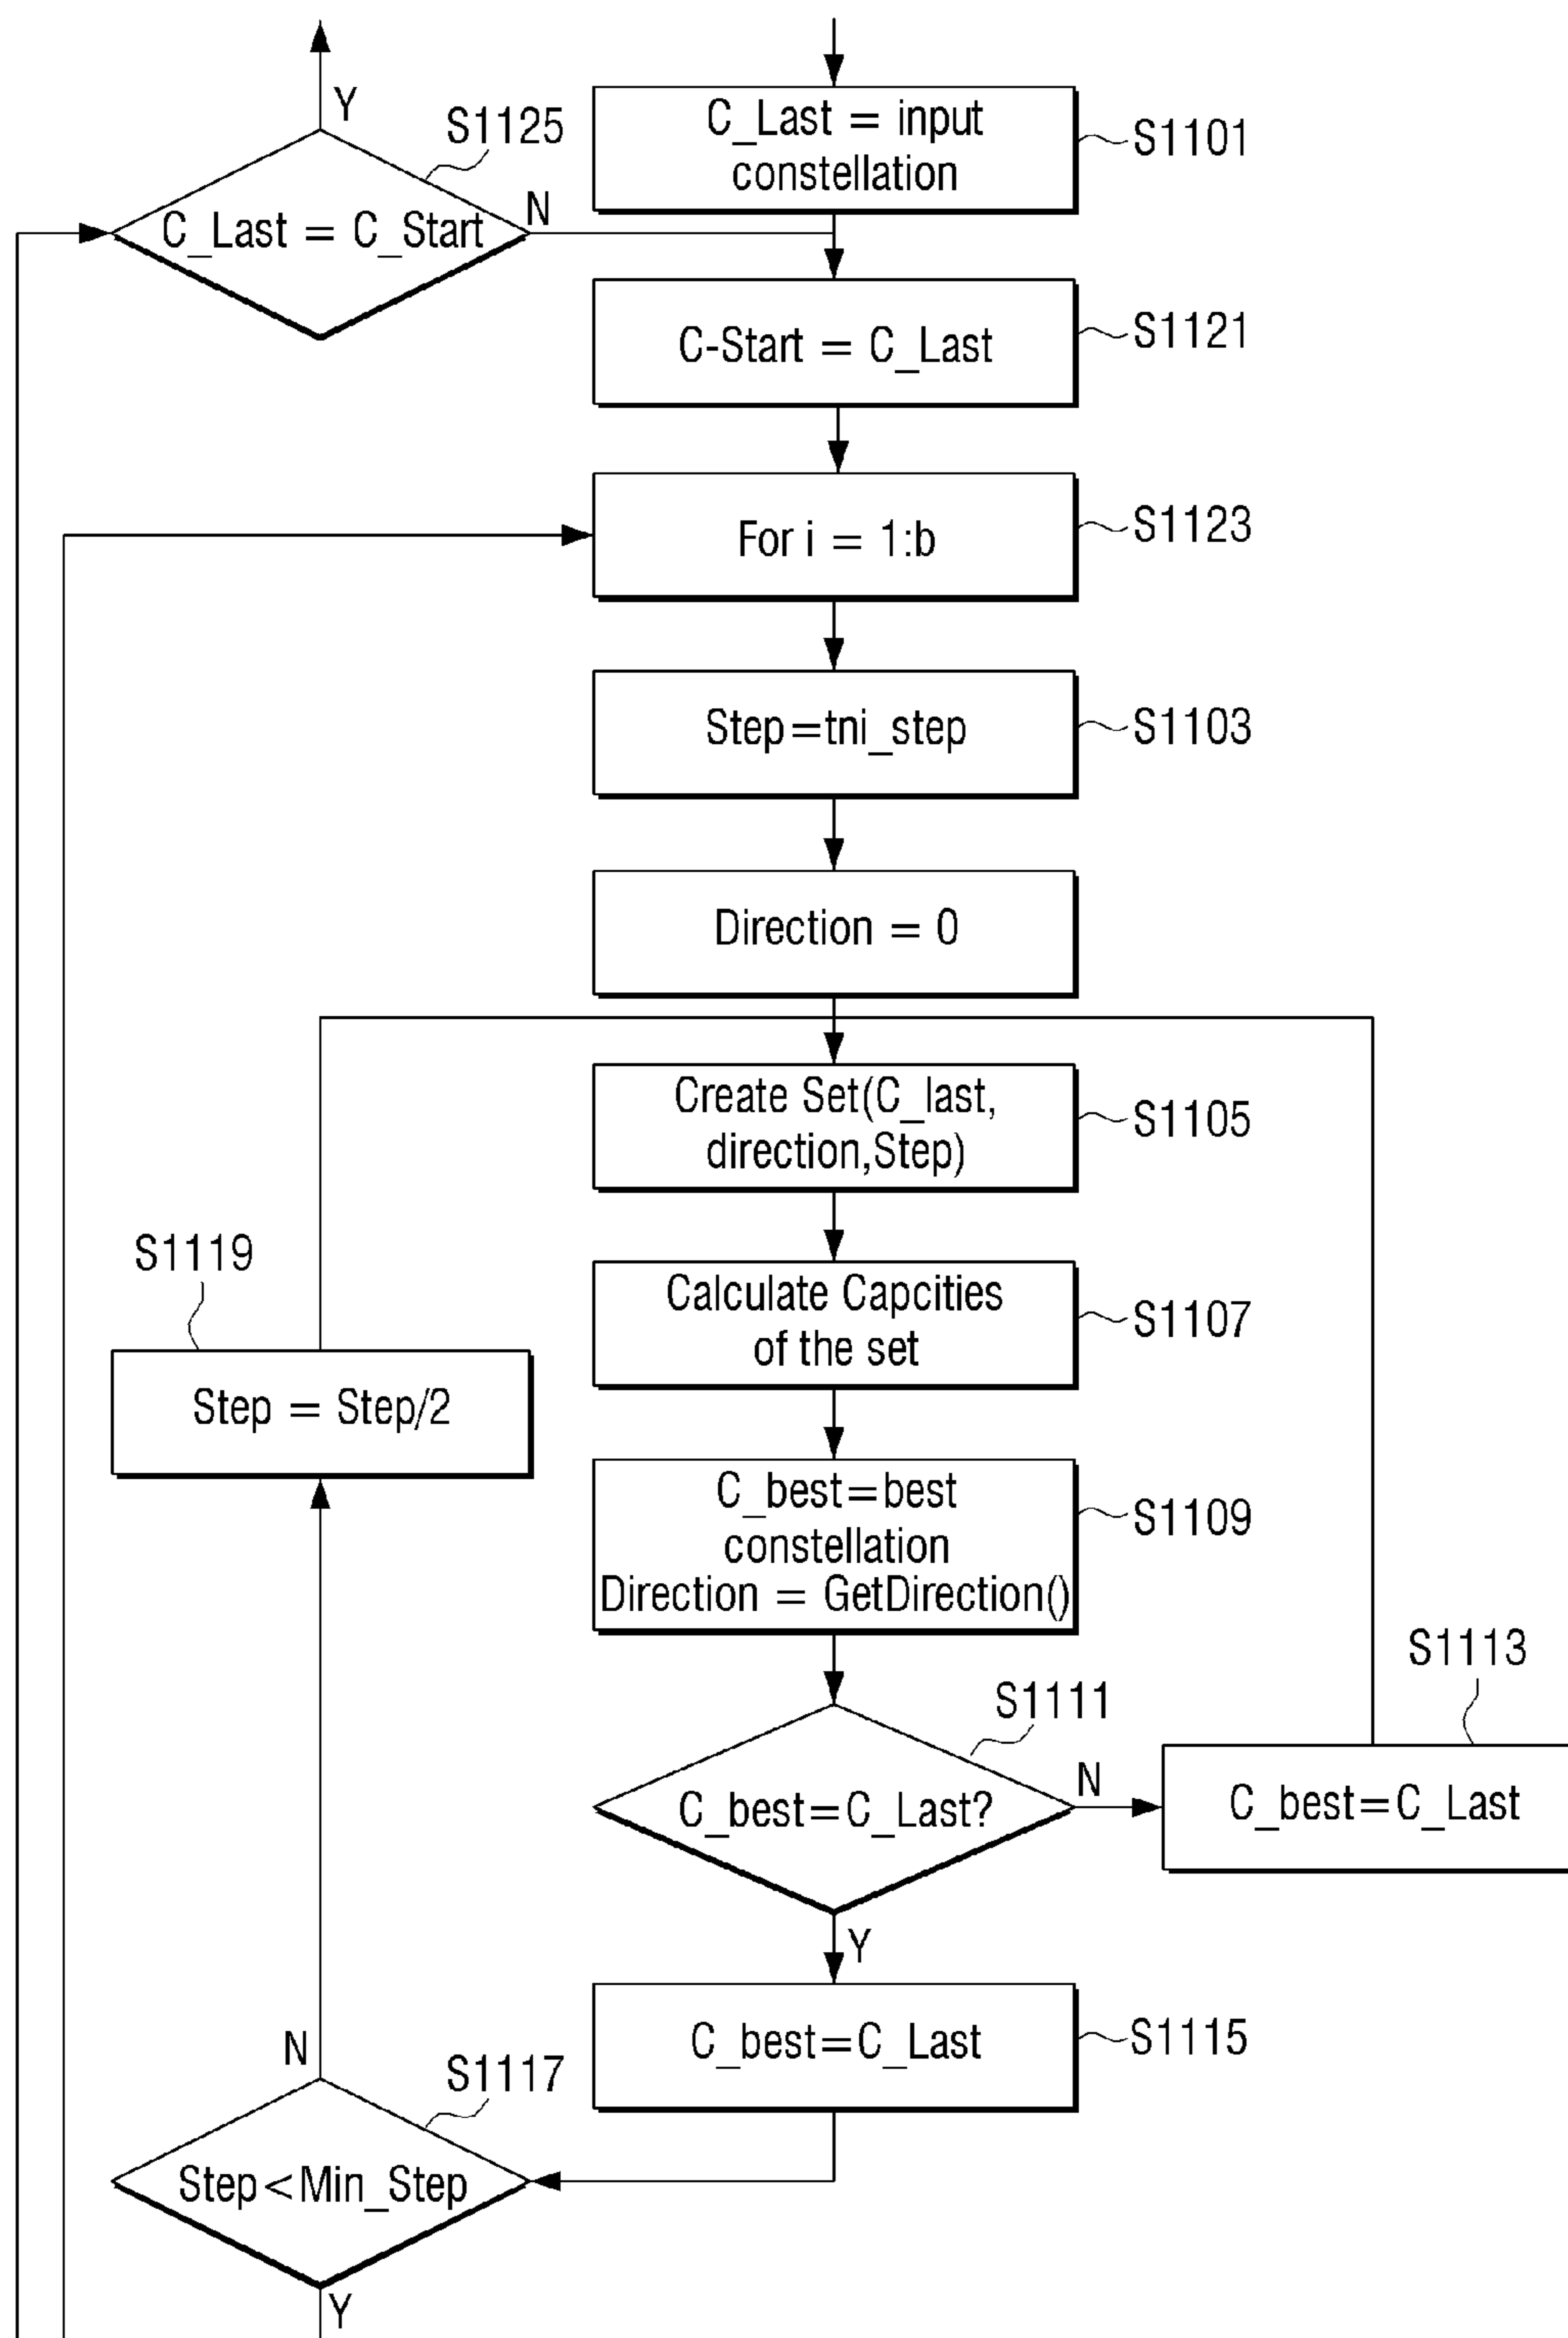 Y
S1125
C_Last = C_Start
N
C_Last = input
constellation
S1101
C-Start = C_Last
S1121
For i = 1:b
S1123
Step=tni_step
S1103
Direction = 0
Create Set(C_last,
direction,Step)
S1105
S1119
Calculate Capcities
of the set
S1107
Step = Step/2
C_best=best
constellation
Direction = GetDirection()
S1109
S1113
S1111
C_best=C_Last?
N
C_best=C_Last
Y
C_best=C_Last
S1115
N
S1117
Step<Min_Step
Y